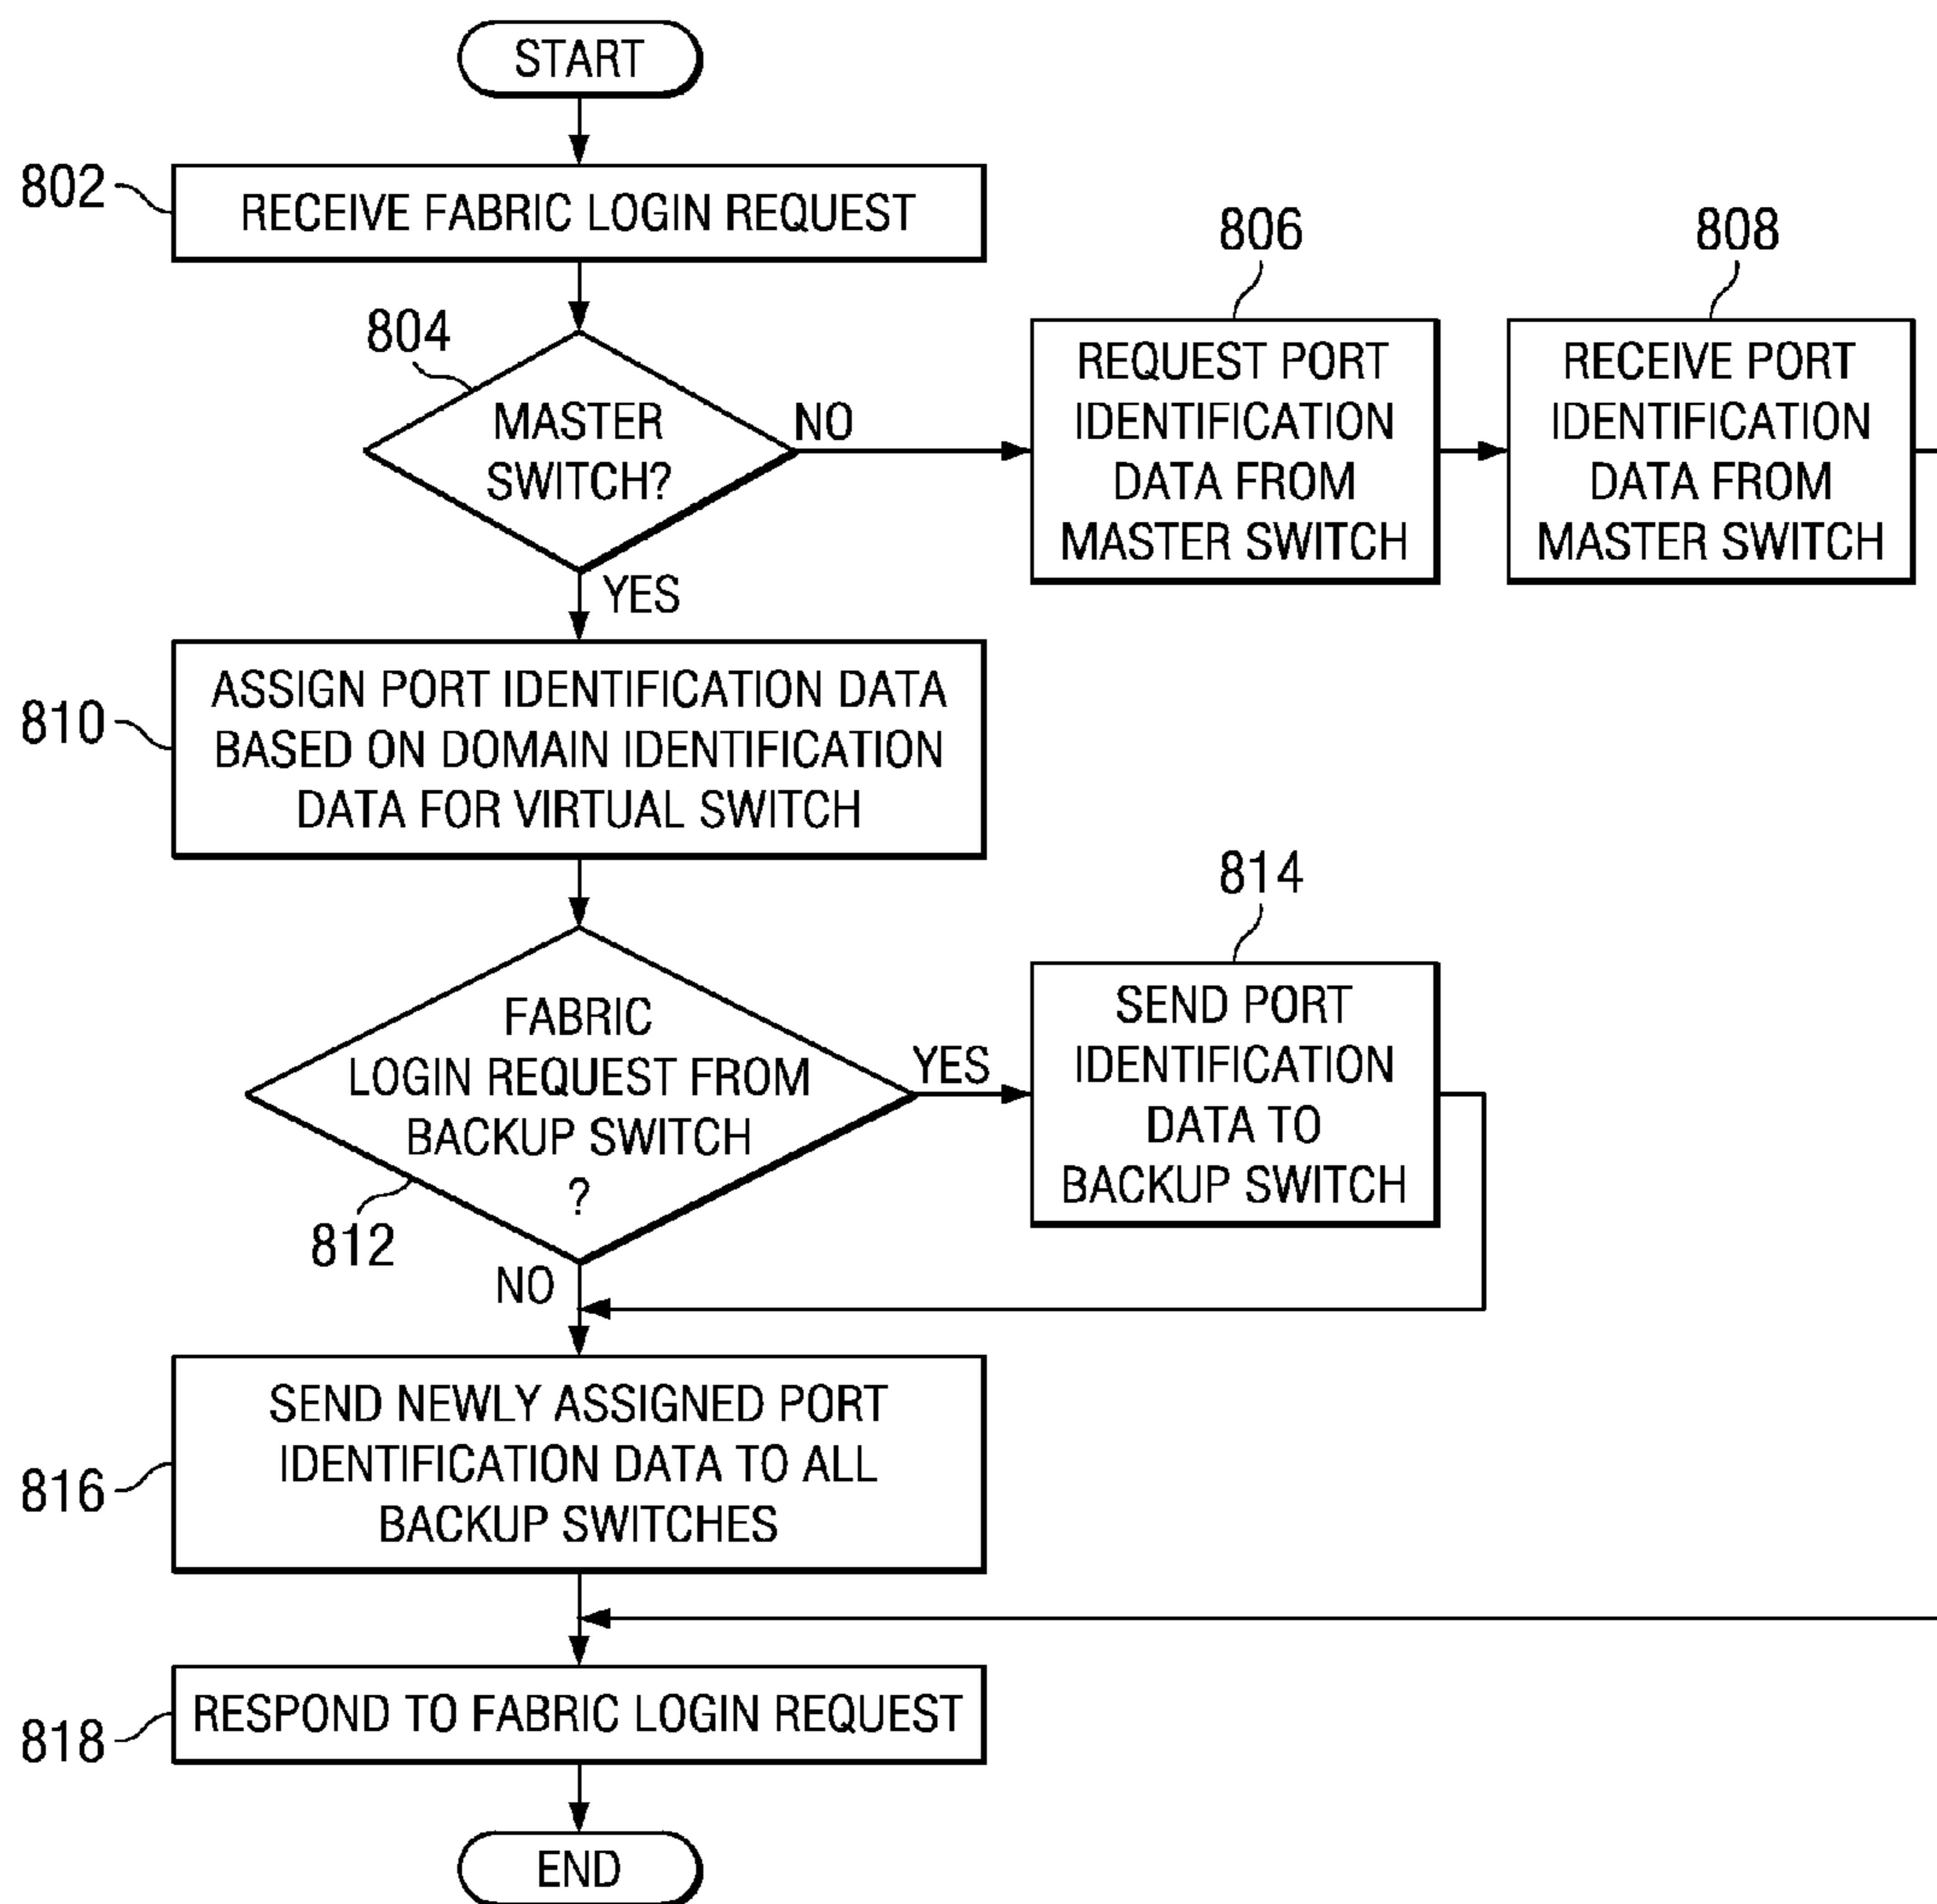 START
802
RECEIVE FABRIC LOGIN REQUEST
804
MASTER
SWITCH?
NO
YES
806
REQUEST PORT
IDENTIFICATION
DATA FROM
MASTER SWITCH
808
RECEIVE PORT
IDENTIFICATION
DATA FROM
MASTER SWITCH
810
ASSIGN PORT IDENTIFICATION DATA
BASED ON DOMAIN IDENTIFICATION
DATA FOR VIRTUAL SWITCH
812
FABRIC
LOGIN REQUEST FROM
BACKUP SWITCH
?
YES
NO
814
SEND PORT
IDENTIFICATION
DATA TO
BACKUP SWITCH
816
SEND NEWLY ASSIGNED PORT
IDENTIFICATION DATA TO ALL
BACKUP SWITCHES
818
RESPOND TO FABRIC LOGIN REQUEST
END